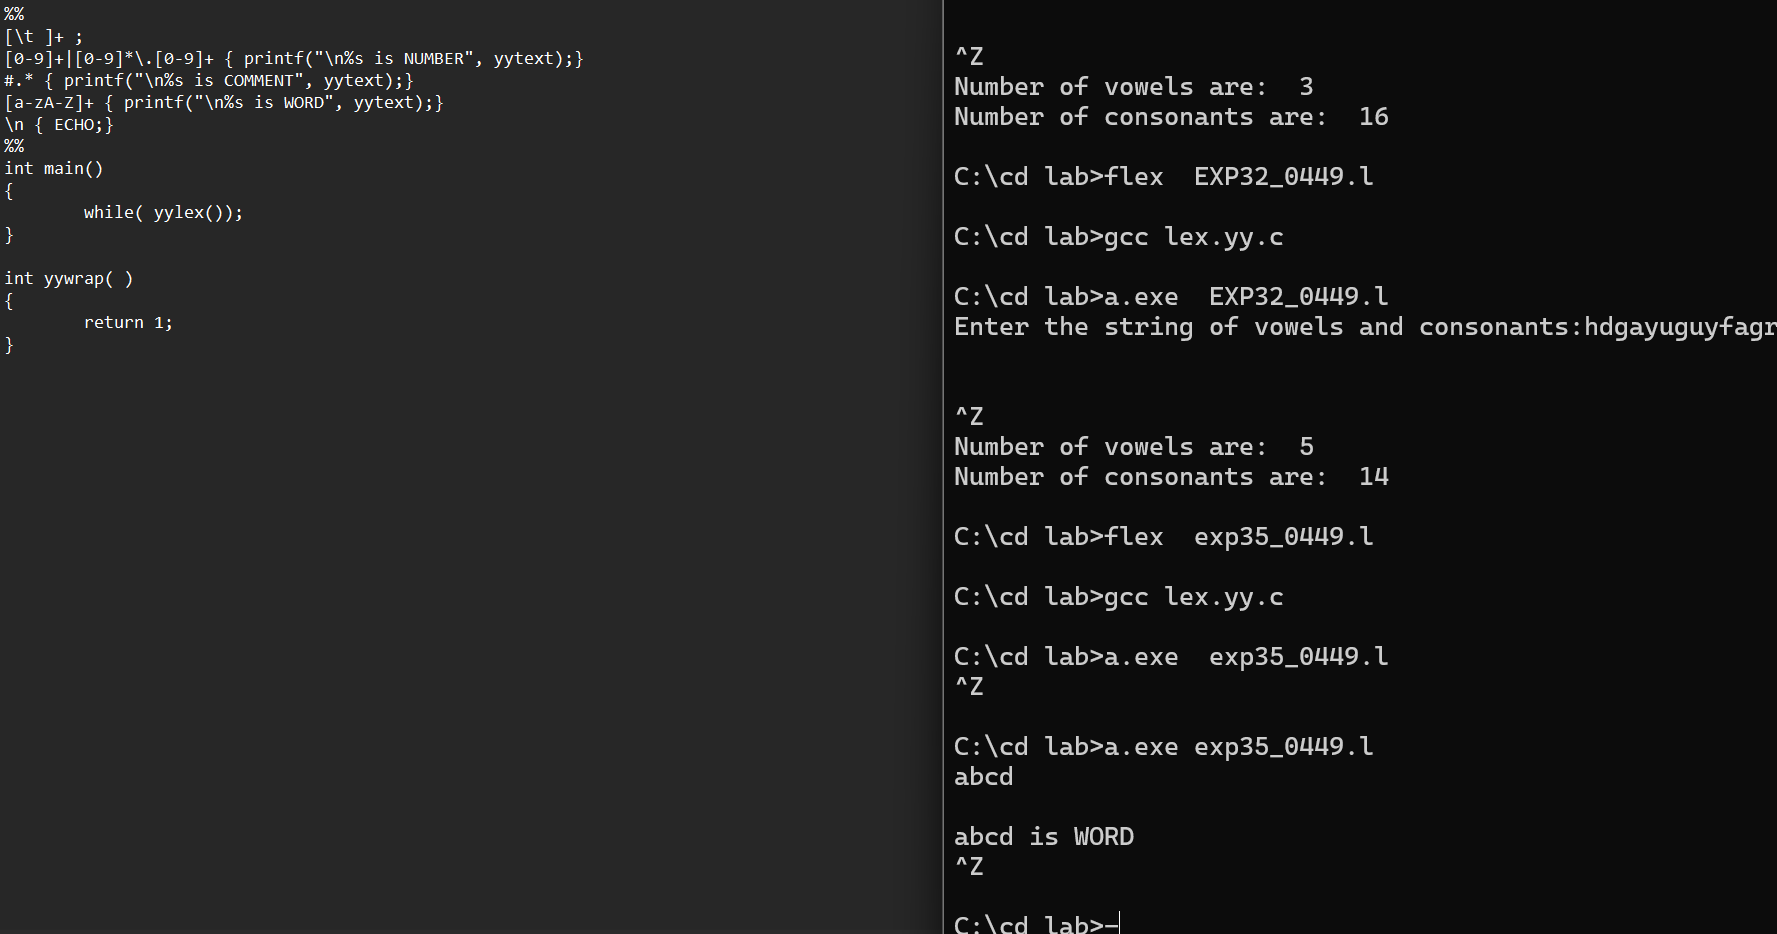 %%
[\t ]+ ;
[0-9]+|[0-9]*\.[0-9]+ { printf("\n%s is NUMBER", yytext);}
#.* { printf("\n%s is COMMENT", yytext);}
[a-zA-Z]+ { printf("\n%s is WORD", yytext);}
\n { ECHO;}
%%
int main()
{
        while( yylex());
}
int yywrap( )
{
        return 1;
}
^Z
Number of vowels are:  3
Number of consonants are:  16
C:\cd lab>flex  EXP32_0449.l
C:\cd lab>gcc lex.yy.c
C:\cd lab>a.exe  EXP32_0449.l
Enter the string of vowels and consonants:hdgayuguyfagr
^Z
Number of vowels are:  5
Number of consonants are:  14
C:\cd lab>flex  exp35_0449.l
C:\cd lab>gcc lex.yy.c
C:\cd lab>a.exe  exp35_0449.l
^Z
C:\cd lab>a.exe exp35_0449.l
abcd
abcd is WORD
^Z
C:\cd lab>-